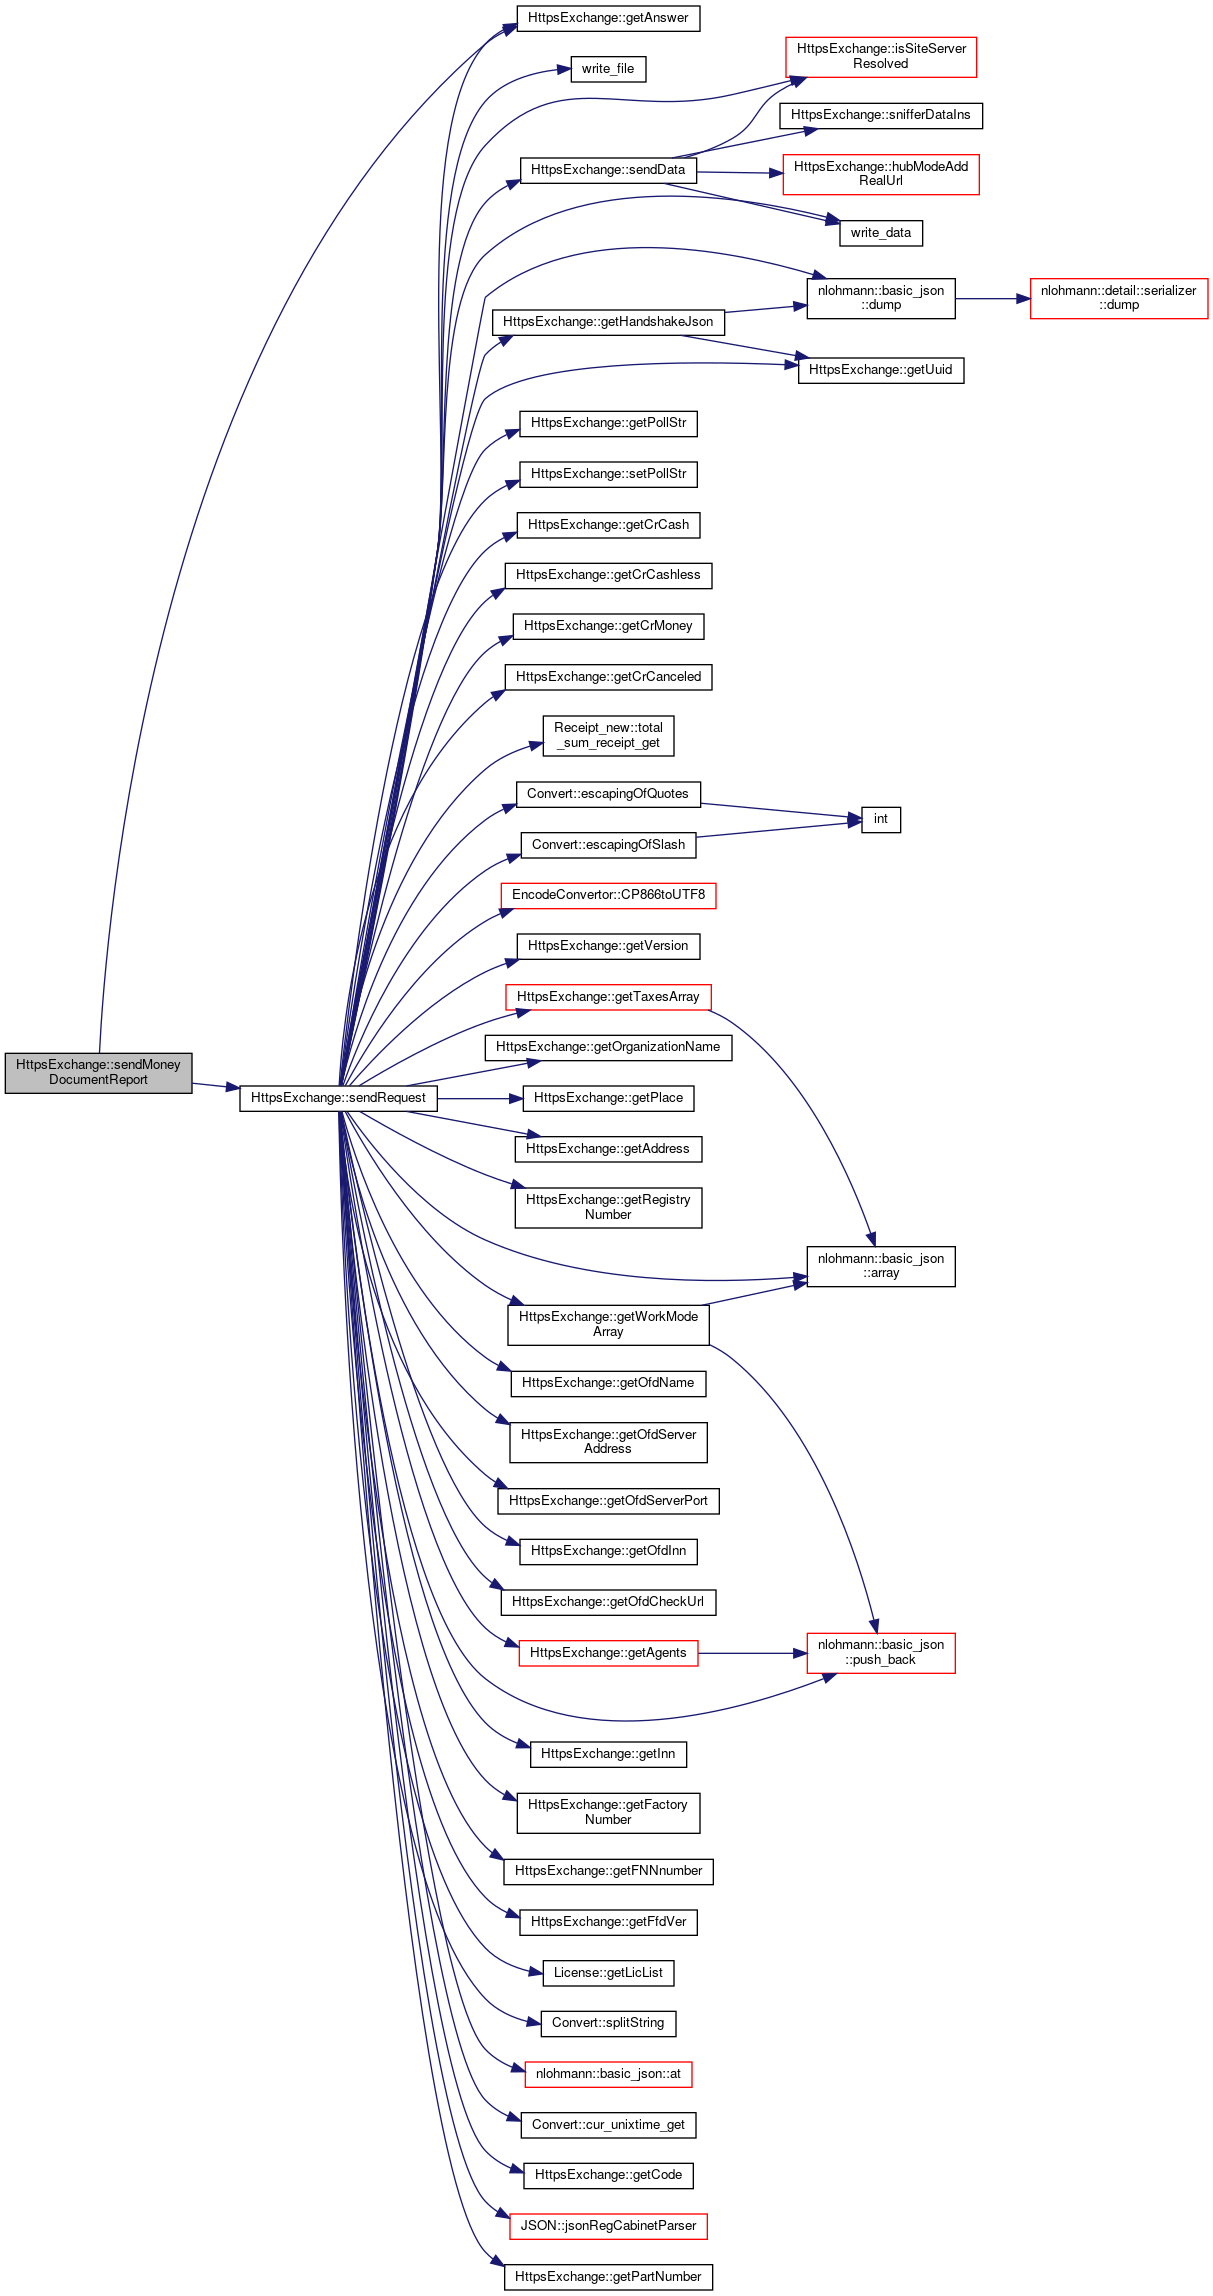 HttpsExchange::getAnswer
write_file
HttpsExchange::isSiteServer
Resolved
HttpsExchange::snifferDataIns
HttpsExchange::sendData
HttpsExchange::hubModeAdd
RealUrl
write_data
nlohmann::basic_json
::dump
nlohmann::detail::serializer
::dump
HttpsExchange::getHandshakeJson
HttpsExchange::getUuid
HttpsExchange::getPollStr
HttpsExchange::setPollStr
HttpsExchange::getCrCash
HttpsExchange::getCrCashless
HttpsExchange::getCrMoney
HttpsExchange::getCrCanceled
Receipt_new::total
_sum_receipt_get
Convert::escapingOfQuotes
int
Convert::escapingOfSlash
EncodeConvertor::CP866toUTF8
HttpsExchange::getVersion
HttpsExchange::getTaxesArray
HttpsExchange::getOrganizationName
HttpsExchange::sendMoney
DocumentReport
HttpsExchange::sendRequest
HttpsExchange::getPlace
HttpsExchange::getAddress
HttpsExchange::getRegistry
Number
nlohmann::basic_json
::array
HttpsExchange::getWorkMode
Array
HttpsExchange::getOfdName
HttpsExchange::getOfdServer
Address
HttpsExchange::getOfdServerPort
HttpsExchange::getOfdInn
HttpsExchange::getOfdCheckUrl
HttpsExchange::getAgents
nlohmann::basic_json
::push_back
HttpsExchange::getInn
HttpsExchange::getFactory
Number
HttpsExchange::getFNNnumber
HttpsExchange::getFfdVer
License::getLicList
Convert::splitString
nlohmann::basic_json::at
Convert::cur_unixtime_get
HttpsExchange::getCode
JSON::jsonRegCabinetParser
HttpsExchange::getPartNumber